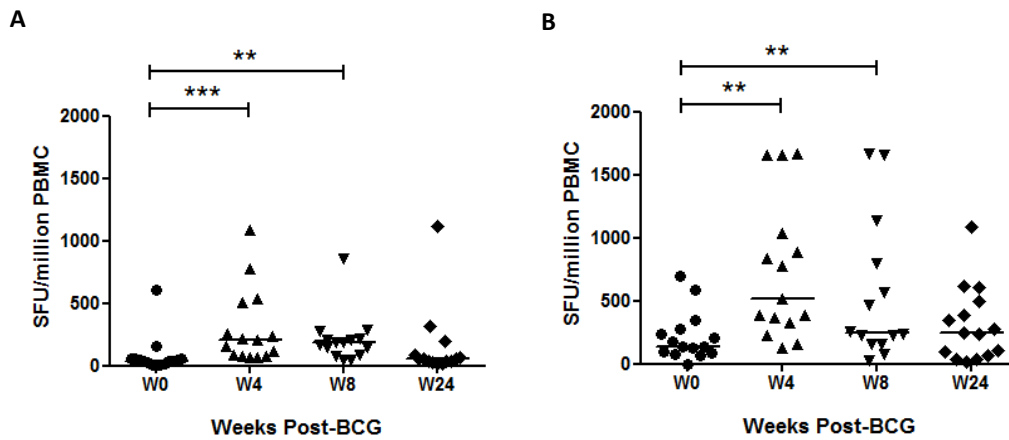 A
**
***
2000
1500
1000
500
0
SFU/million PBMC
W0 W4 W8 W24
Weeks Post-BCG
B
**
**
2000
1500
1000
500
0
SFU/million PBMC
W0 W4 W8 W24
Weeks Post-BCG